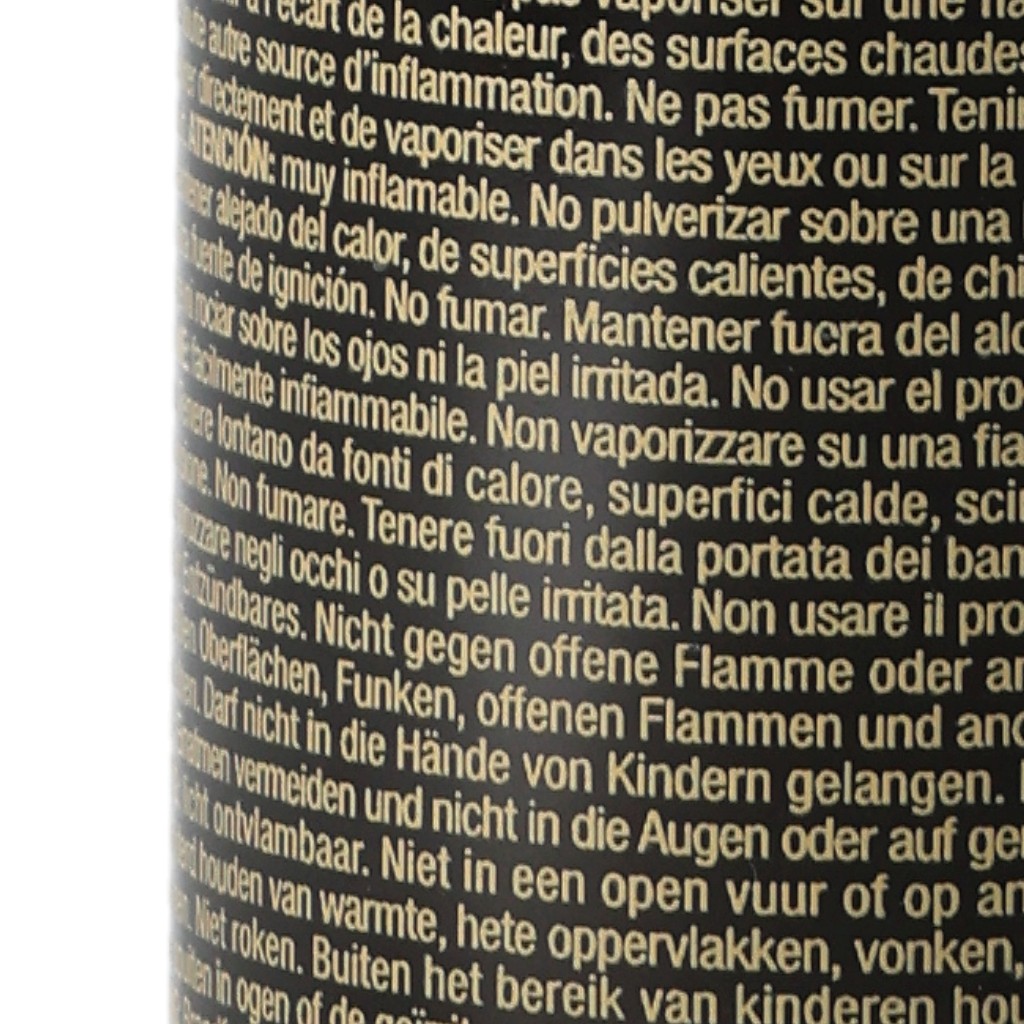 l'écart de la chaleur, des surfaces chaudes
autre source d'inflammation. Ne pas fumer. Tenir
directement et de vaporiser dans les yeux ou sur la
ATENCIÓN: muy inflamable. No pulverizar sobre una
alejado del calor, de superficies calientes, de chi
fuente de ignición. No fumar. Mantener fuera del alc
rociar sobre los ojos ni la piel irritada. No usar el pro
facilmente infiammabile. Non vaporizzare su una fia
lontano da fonti di calore, superfici calde, scin
Non fumare. Tenere fuori dalla portata dei bam
negli occhi o su pelle irritata. Non usare il pro
Entzündbares. Nicht gegen offene Flamme oder an
Oberflächen, Funken, offenen Flammen und and
Darf nicht in die Hände von Kindern gelangen.
vermeiden und nicht in die Augen oder auf ger
licht ontvlambaar. Niet in een open vuur of op an
houden van warmte, hete oppervlakken, vonken,
Niet roken. Buiten het bereik van kinderen hou
in ogen of de